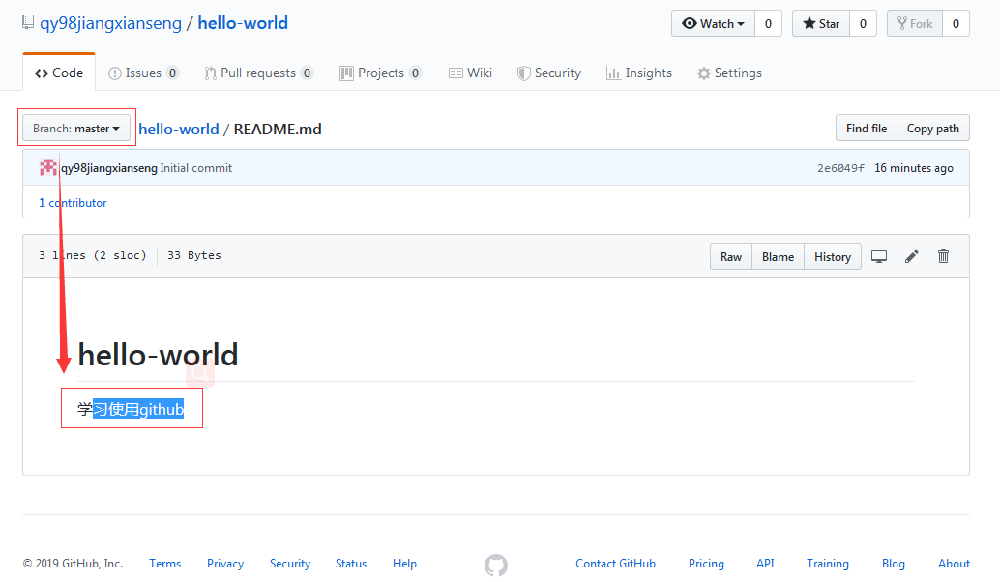 qy98jiangxianseng / hello-world
Watch 0 Star 0 Fork 0
Code Issues 0 Pull requests 0 Projects 0 Wiki Security Insights Settings
Branch: master hello-world / README.md Find file Copy path
qy98jiangxianseng Initial commit 2e6049f 16 minutes ago
1 contributor
3 lines (2 sloc) 33 Bytes Raw Blame History
hello-world
学习使用github
© 2019 GitHub, Inc. Terms Privacy Security Status Help Contact GitHub Pricing API Training Blog About